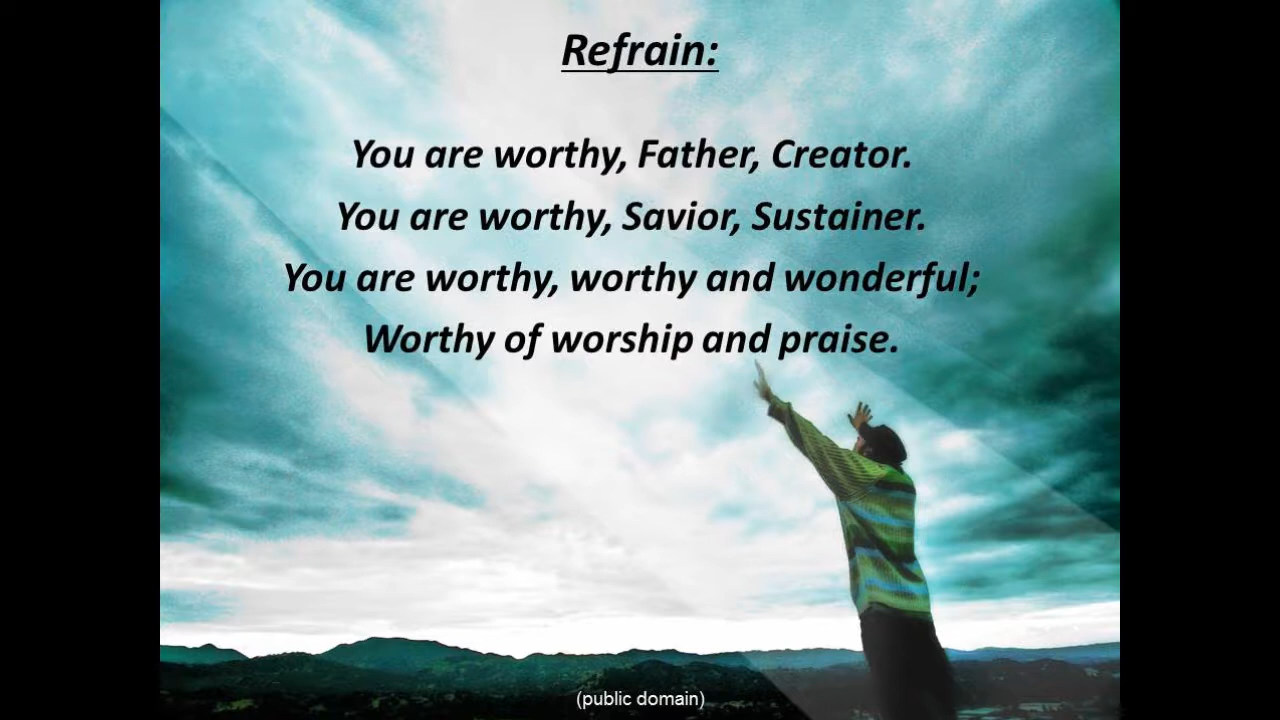 Refrain:
You are worthy, Father, Creator.
You are worthy, Savior, Sustainer.
You are worthy, worthy and wonderful;
Worthy of worship and praise.
(public domain)